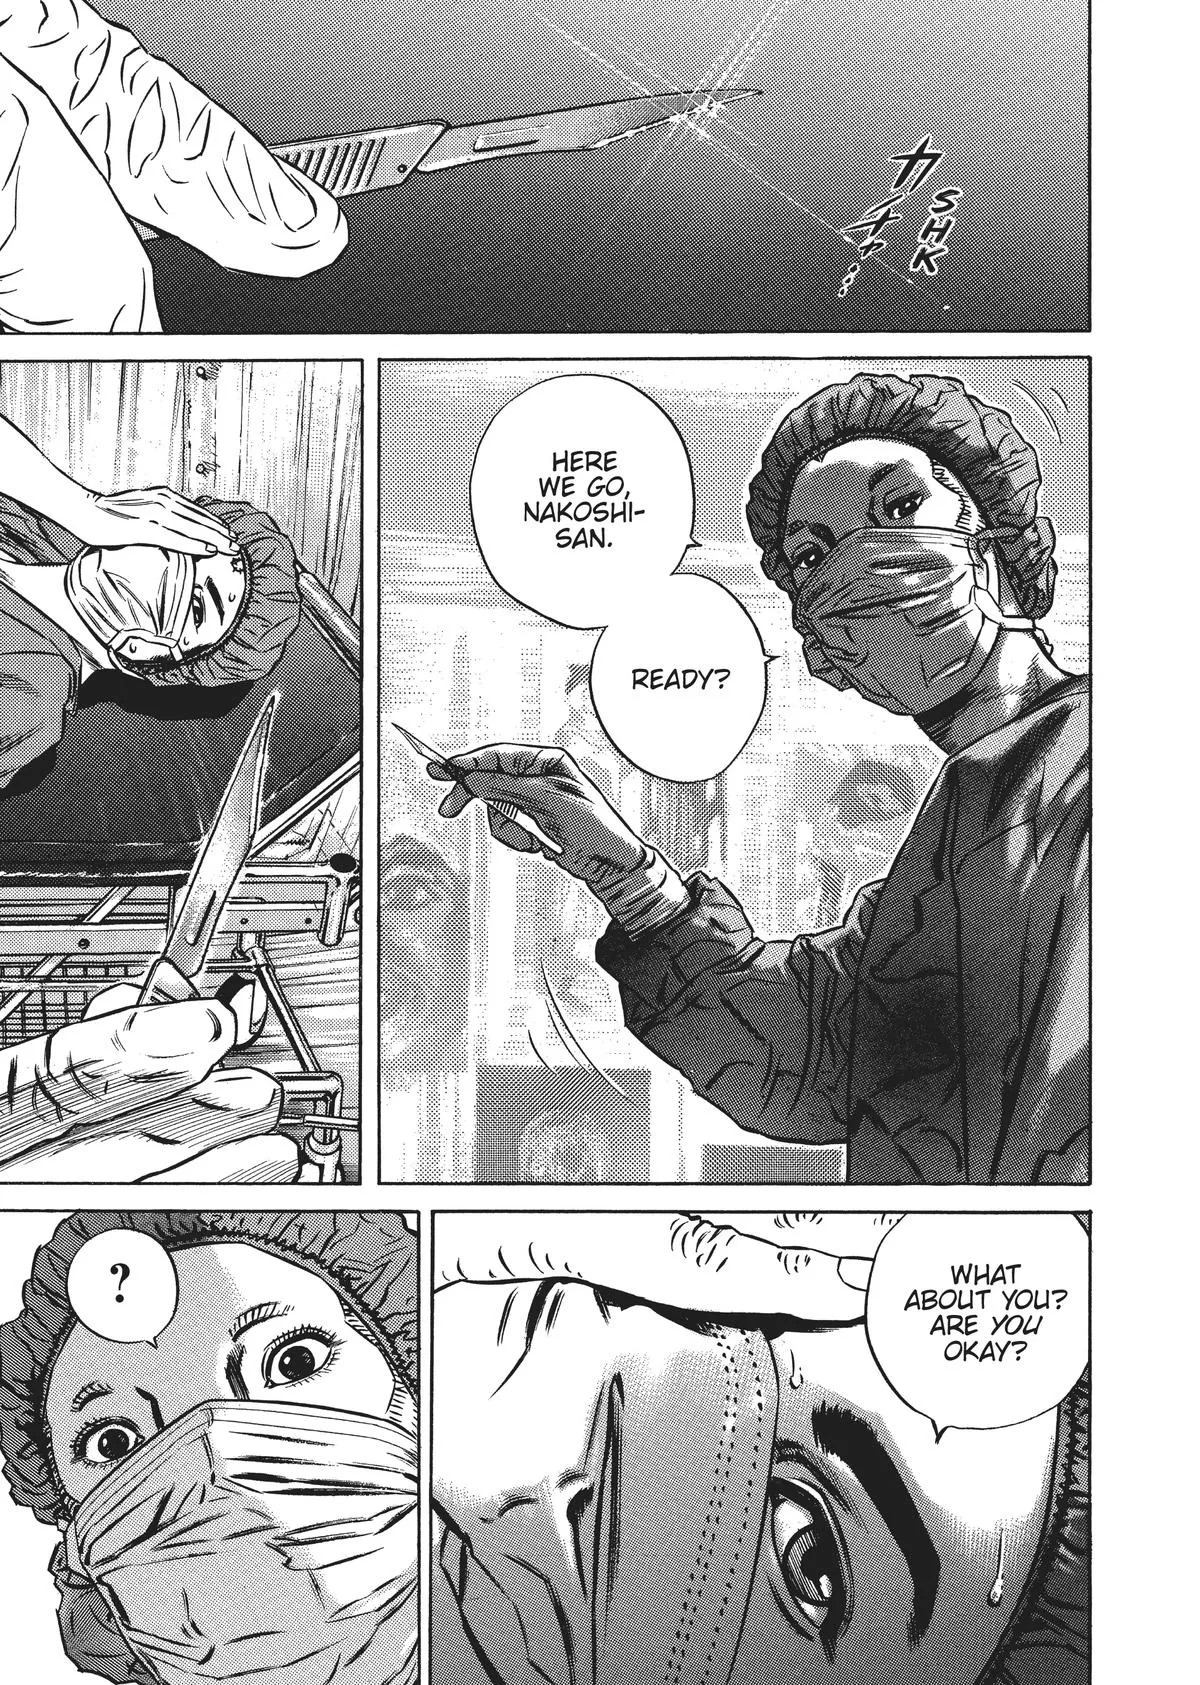 カチャ…
SHK
HERE
WE GO,
NAKOSHI-
SAN.
READY?
WHAT
ABOUT YOU?
ARE YOU
OKAY?
?